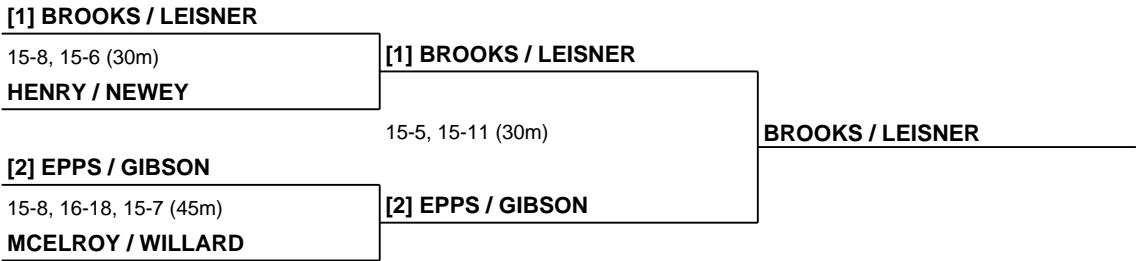 [1] BROOKS / LEISNER
15-8, 15-6 (30m)
HENRY / NEWEY
[1] BROOKS / LEISNER
15-5, 15-11 (30m)
BROOKS / LEISNER
[2] EPPS / GIBSON
15-8, 16-18, 15-7 (45m)
MCELROY / WILLARD
[2] EPPS / GIBSON